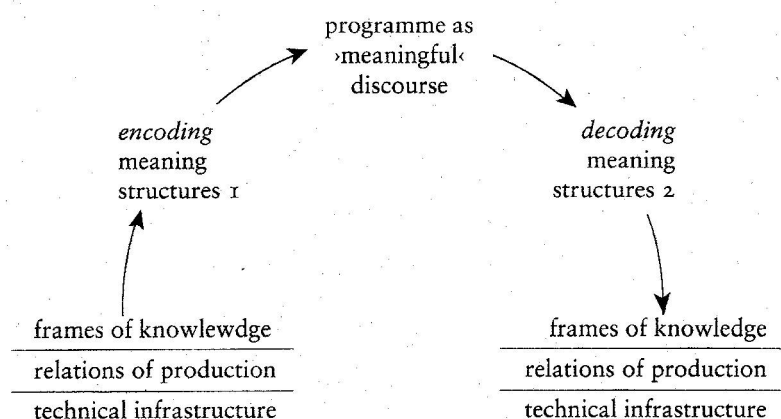 programme as
›meaningful‹
discourse
encoding
meaning
structures 1
decoding
meaning
structures 2
frames of knowlewdge
relations of production
technical infrastructure
frames of knowledge
relations of production
technical infrastructure